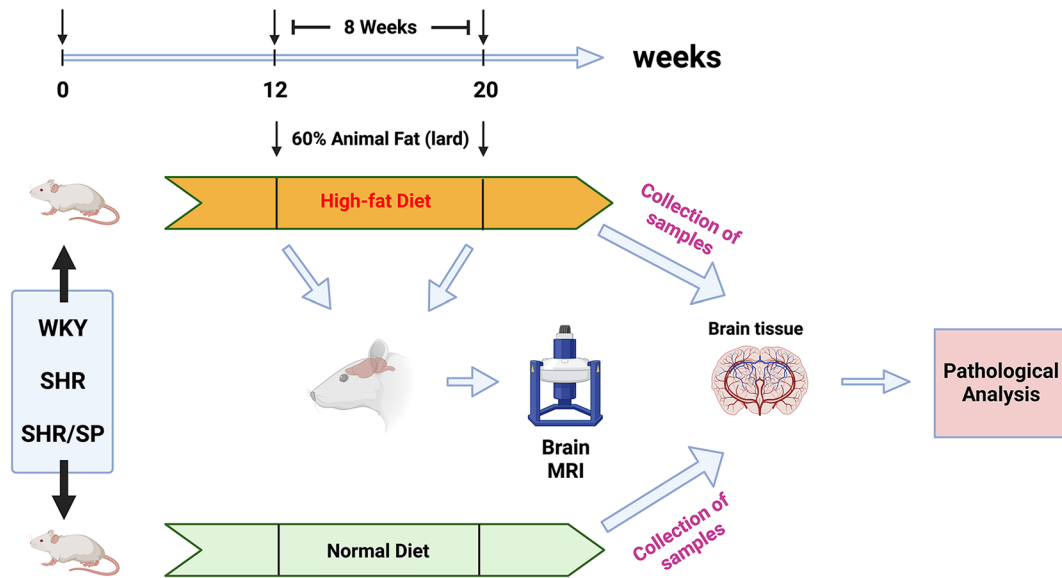 8 Weeks
weeks
0
12
20
60% Animal Fat (lard)
High-fat Diet
Collection of
samples
WKY
SHR
SHR/SP
Brain tissue
Pathological
Analysis
Brain
MRI
Normal Diet
Collection of
samples